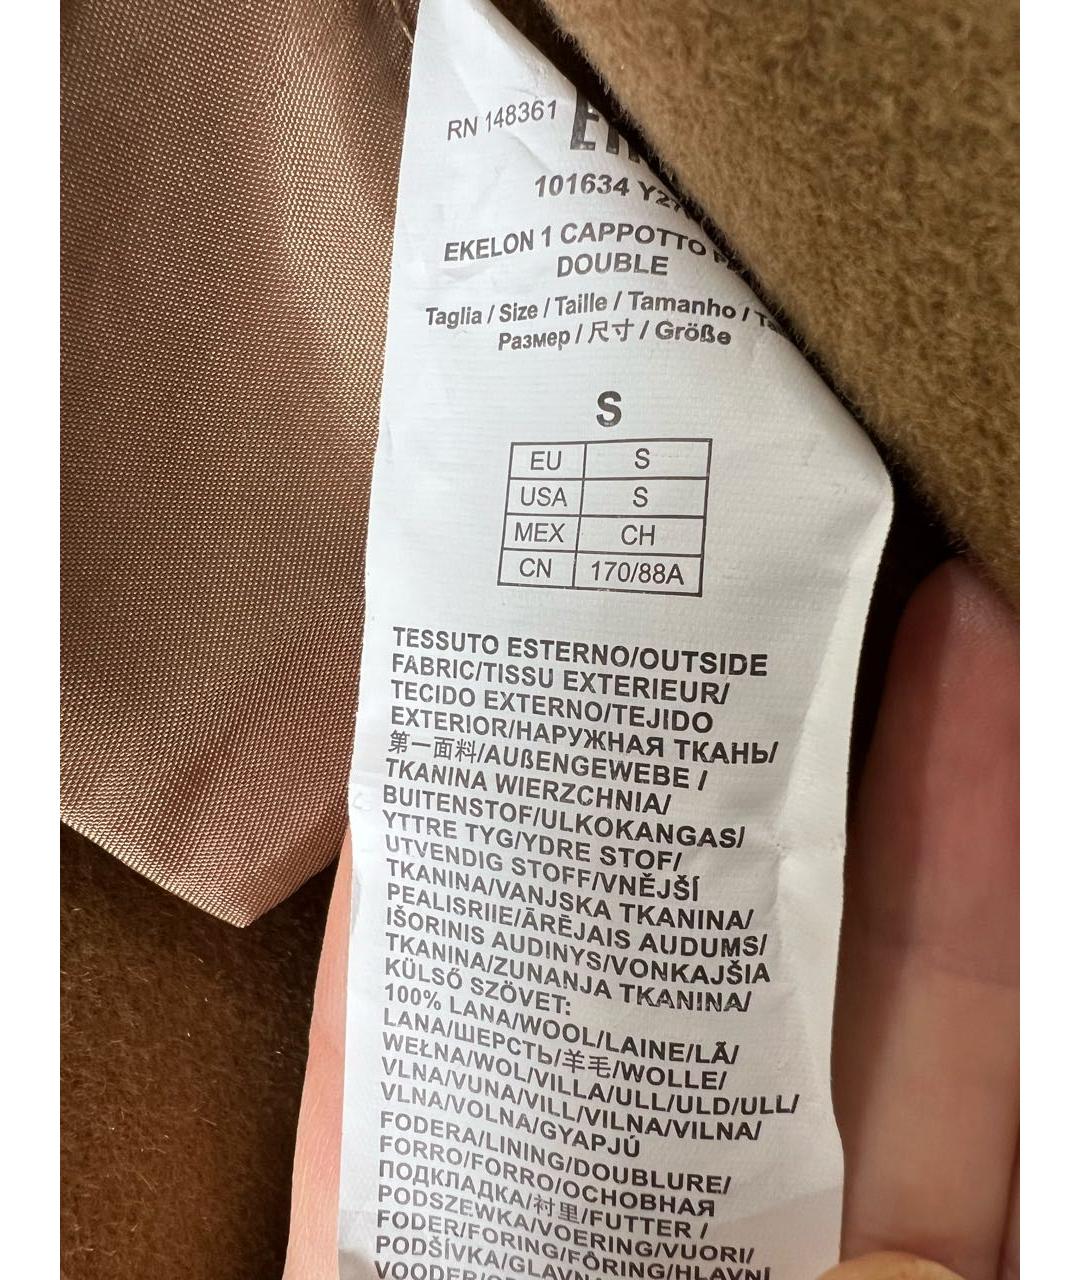 RN 148361
101634
EKELON 1 CAPPOTTO
DOUBLE
Taglia / Size / Taille / Tamanho /
Размер / 尺寸 / Größe
S
EU S
USA S
MEX CH
CN 170/88A
TESSUTO ESTERNO/OUTSIDE
FABRIC/TISSU EXTERIEUR/
TECIDO EXTERNO/TEJIDO
EXTERIOR/НАРУЖНАЯ ТКАНЬ/
第一面料/AUßENGEWEBE /
TKANINA WIERZCHNIA/
BUITENSTOF/ULKOKANGAS/
YTTRE TYG/YDRE STOF/
UTVENDIG STOFF/VNĚJŠÍ
TKANINA/VANJSKA TKANINA/
PEALISRIIE/ĀRĒJAIS AUDUMS/
IŠORINIS AUDINYS/VONKAJŠIA
TKANINA/ZUNANJA TKANINA/
KÜLSŐ SZÖVET:
100% LANA/WOOL/LAINE/LÃ/
LANA/ШЕРСТЬ/羊毛/WOLLE/
WEŁNA/WOL/VILLA/ULL/ULD/ULL/
VLNA/VUNA/VILL/VILNA/VILNA/
VLNA/VOLNA/GYAPJÚ
FODERA/LINING/DOUBLURE/
FORRO/FORRO/ОСНОВНАЯ
ПОДКЛАДКА/衬里/FUTTER /
PODSZEWKA/VOERING/VUORI/
FODER/FORING/FÔRING/HLAVNÍ
PODŠÍVKA/GLAVNA